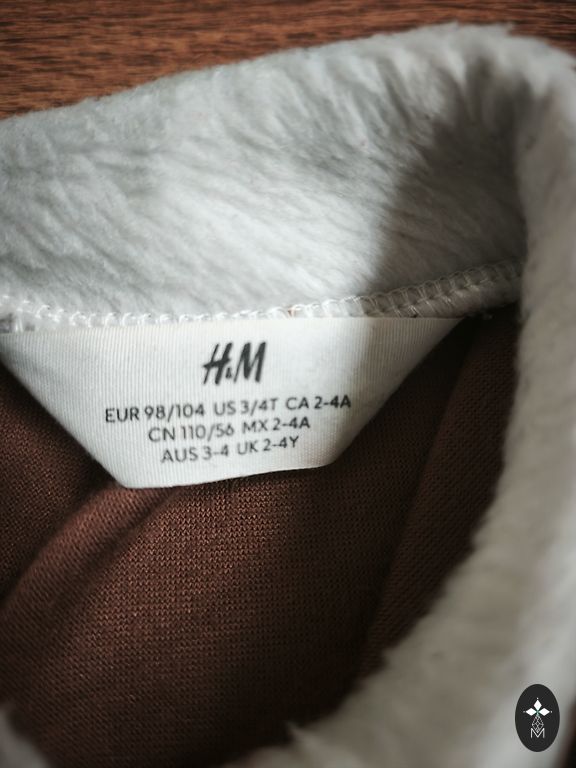 H&M
EUR 98/104 US 3/4T CA 2-4A
CN 110/56 MX 2-4A
AUS 3-4 UK 2-4Y
M